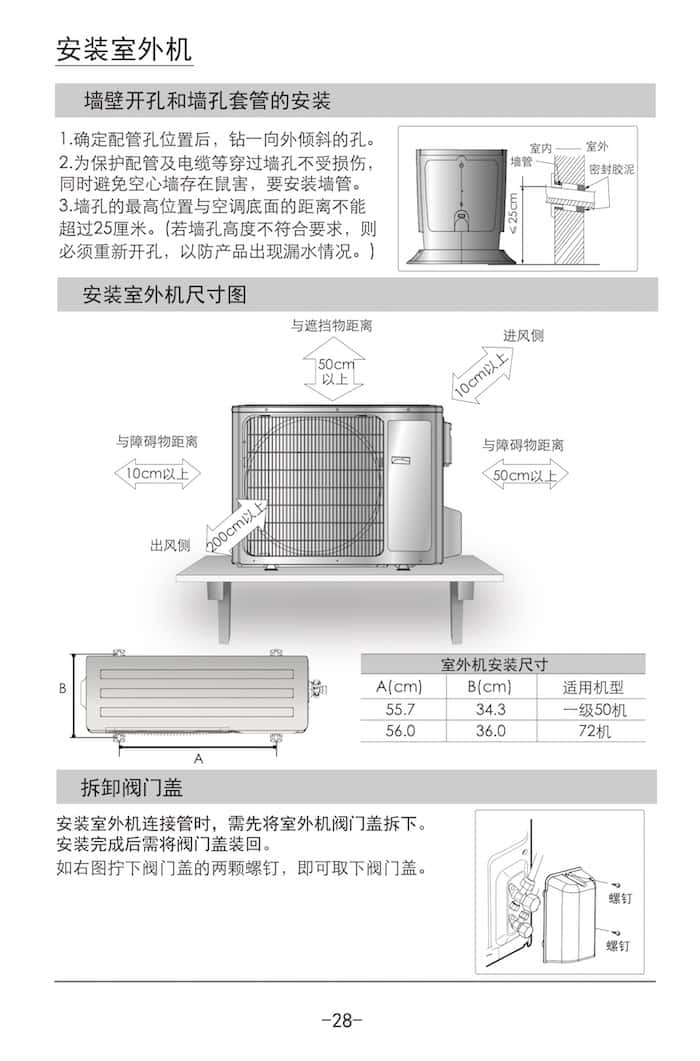 安装室外机
墙壁开孔和墙孔套管的安装
1.确定配管孔位置后，钻一向外倾斜的孔。
2.为保护配管及电缆等穿过墙孔不受损伤，
同时避免空心墙存在鼠害，要安装墙管。
3.墙孔的最高位置与空调底面的距离不能
超过25厘米。(若墙孔高度不符合要求，则
必须重新开孔，以防产品出现漏水情况。)
室内
室外
墙管
密封胶泥
≤25cm
安装室外机尺寸图
与遮挡物距离
50cm
以上
进风侧
10cm以上
与障碍物距离
10cm以上
与障碍物距离
50cm以上
出风侧
200cm以上
B
A
室外机安装尺寸
A(cm) B(cm) 适用机型
55.7 34.3 一级50机
56.0 36.0 72机
拆卸阀门盖
安装室外机连接管时，需先将室外机阀门盖拆下。
安装完成后需将阀门盖装回。
如右图拧下阀门盖的两颗螺钉，即可取下阀门盖。
螺钉
螺钉
-28-